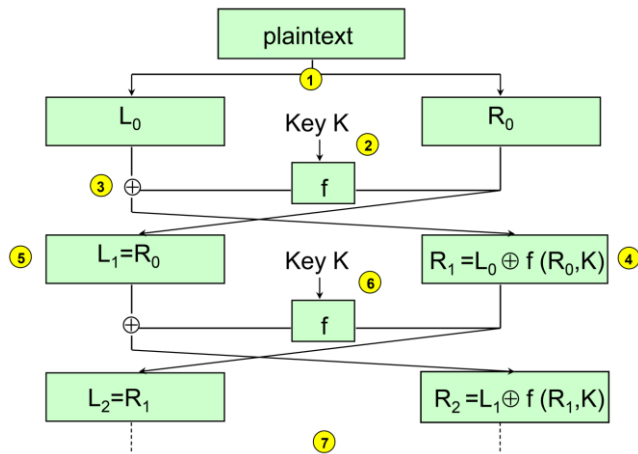 plaintext
1
L₀
R₀
Key K
2
3
⊕
f
5
L₁=R₀
Key K
R₁=L₀ ⊕ f (R₀,K)
4
6
⊕
f
L₂=R₁
R₂=L₁⊕ f (R₁,K)
7